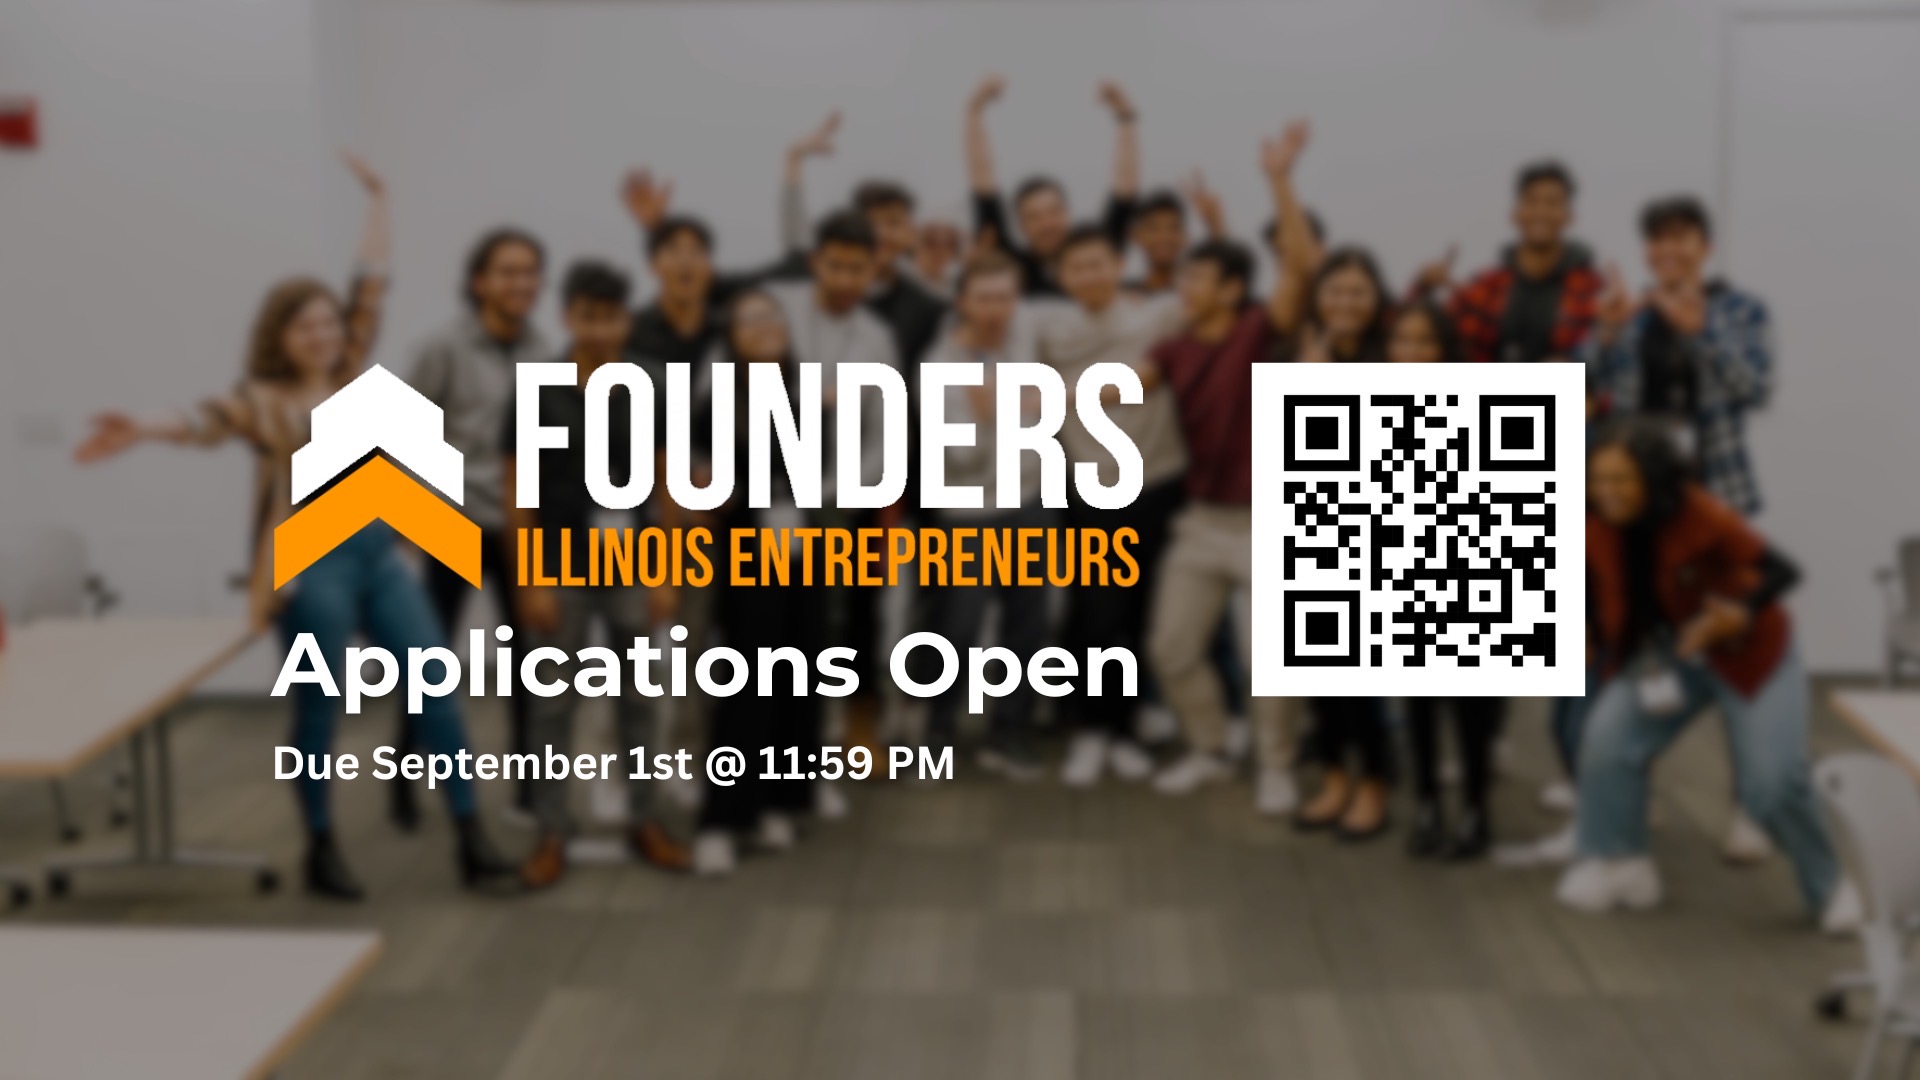 FOUNDERS
ILLINOIS ENTREPRENEURS
Applications Open
Due September 1st @ 11:59 PM